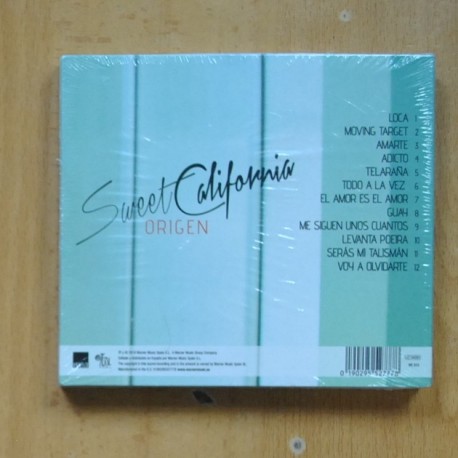 LOCA 1
MOVING TARGET 2
AMARTE 3
ADICTO 4
TELARAÑA 5
TODO A LA VEZ 6
EL AMOR ES EL AMOR 7
GUAY 8
ME SIGUEN UNOS CUANTOS 9
LEVANTA POEIRA 10
SERÁS MI TALISMÁN 11
VOY A OLVIDARTE 12
Sweet California
ORIGEN